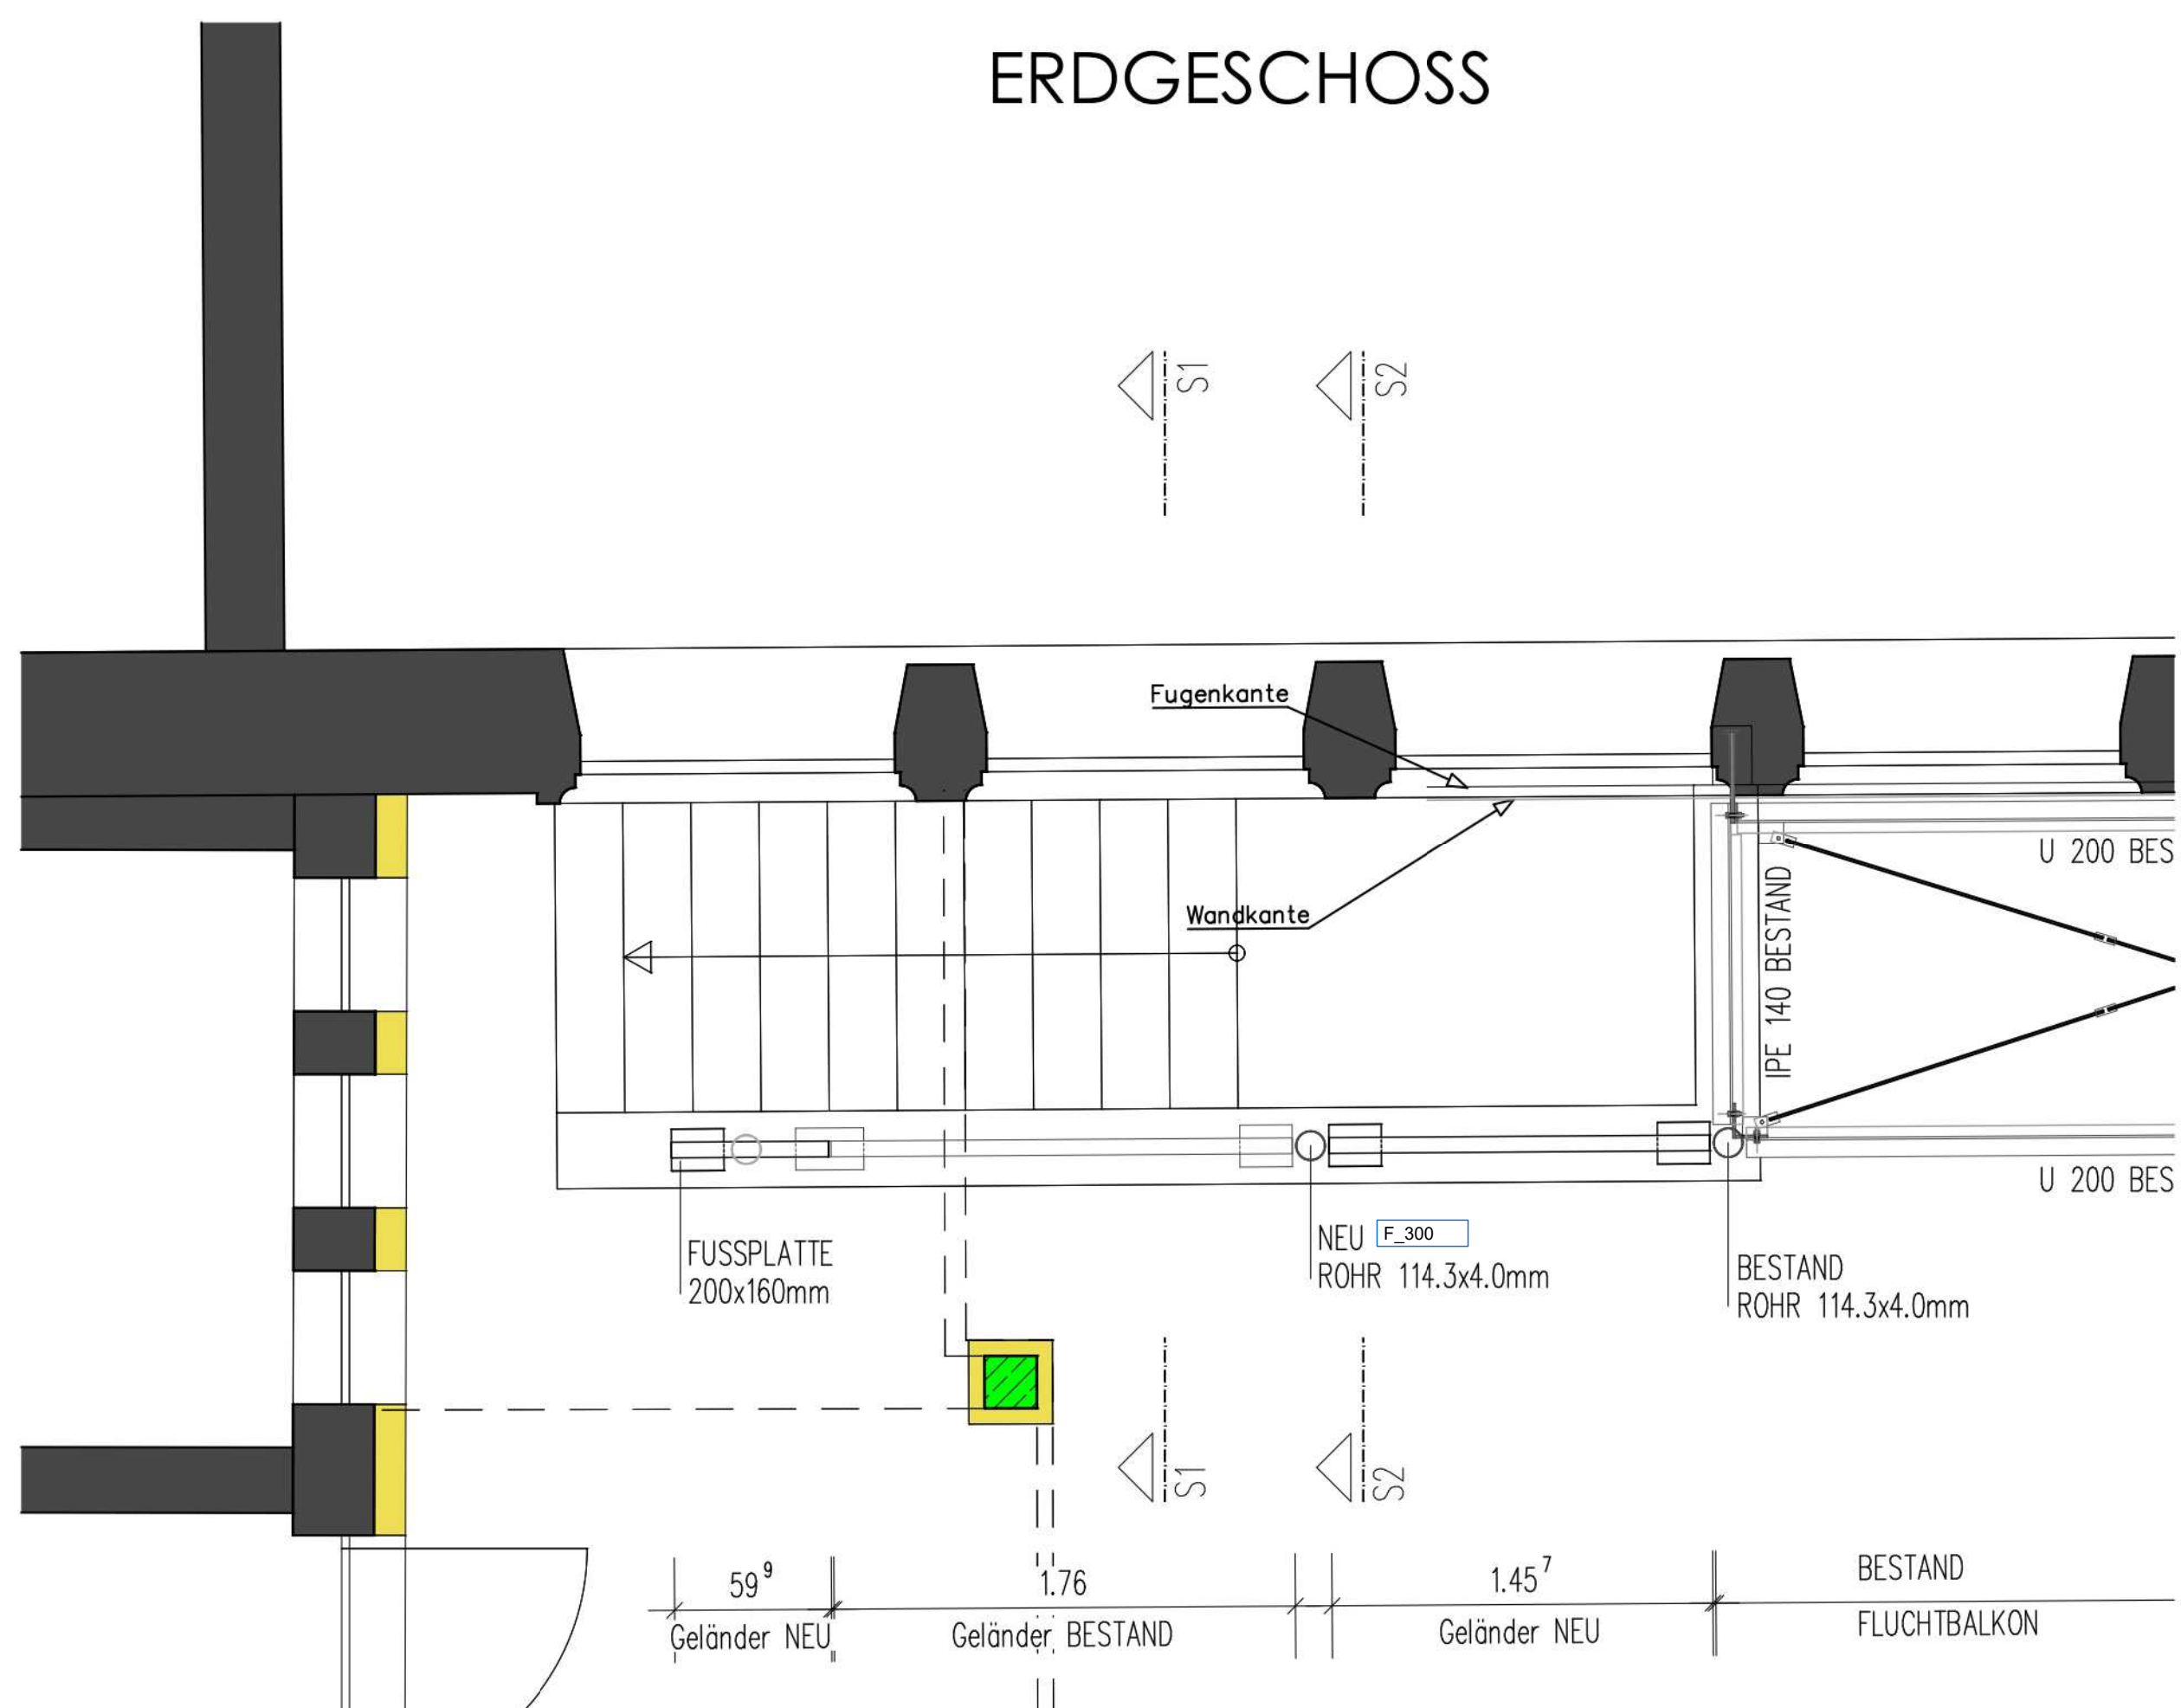 ERDGESCHOSS
S1
S2
Fugenkante
Wandkante
U 200 BES
IPE 140 BESTAND
U 200 BES
FUSSPLATTE
200x160mm
NEU F_300
ROHR 114.3x4.0mm
BESTAND
ROHR 114.3x4.0mm
S1
S2
59⁹
Geländer NEU
1.76
Geländer BESTAND
1.45⁷
Geländer NEU
BESTAND
FLUCHTBALKON